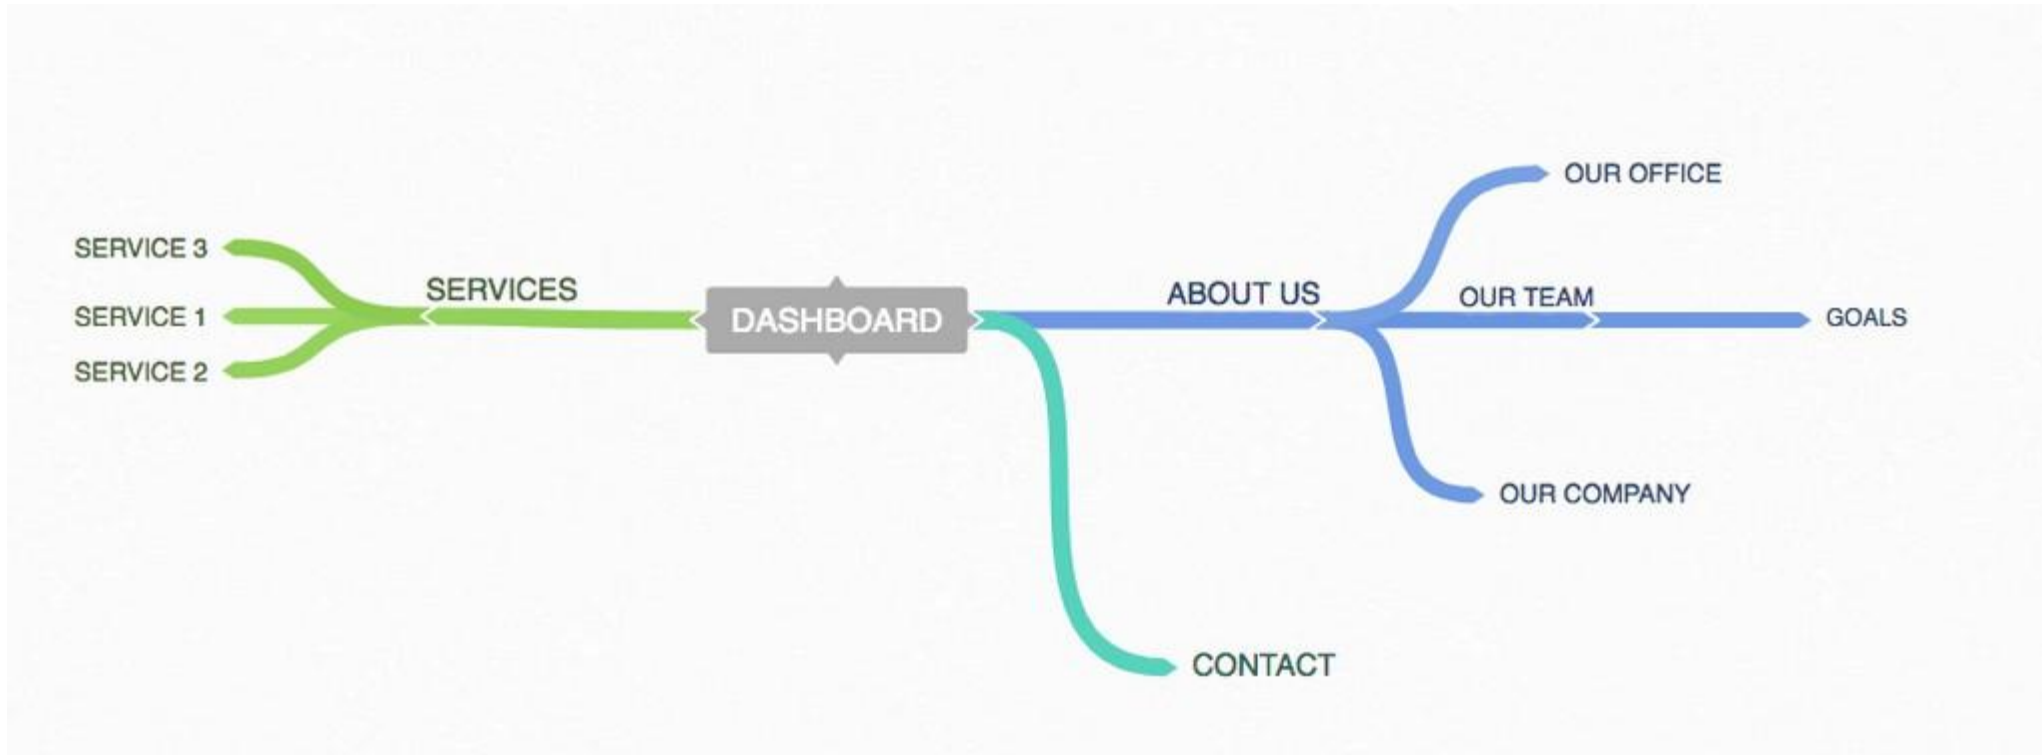 OUR OFFICE
SERVICE 3
SERVICES
ABOUT US
OUR TEAM
SERVICE 1
DASHBOARD
GOALS
SERVICE 2
OUR COMPANY
CONTACT